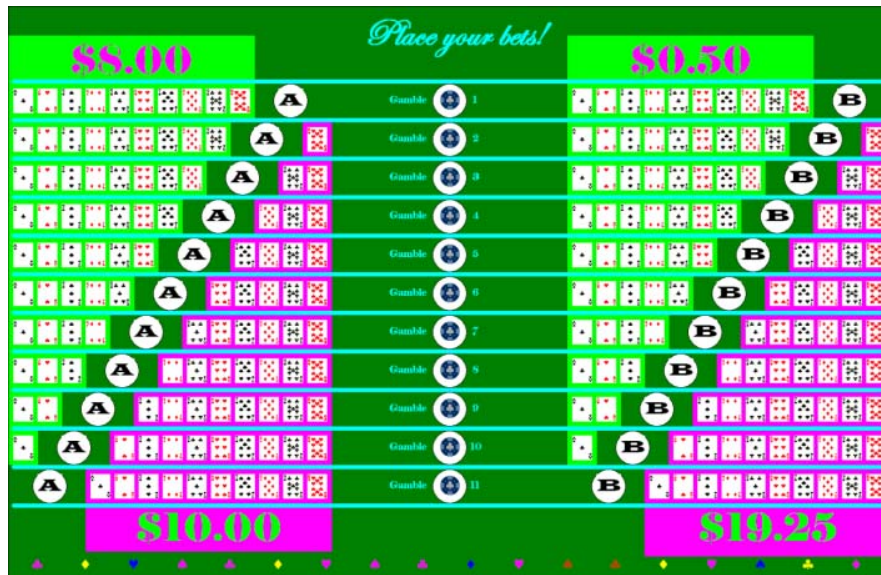 Place your bets!
$8.00 $0.50
A Gamble 1 B
A Gamble 2 B
A Gamble 3 B
A Gamble 4 B
A Gamble 5 B
A Gamble 6 B
A Gamble 7 B
A Gamble 8 B
A Gamble 9 B
A Gamble 10 B
A Gamble 11 B
$10.00 $19.25